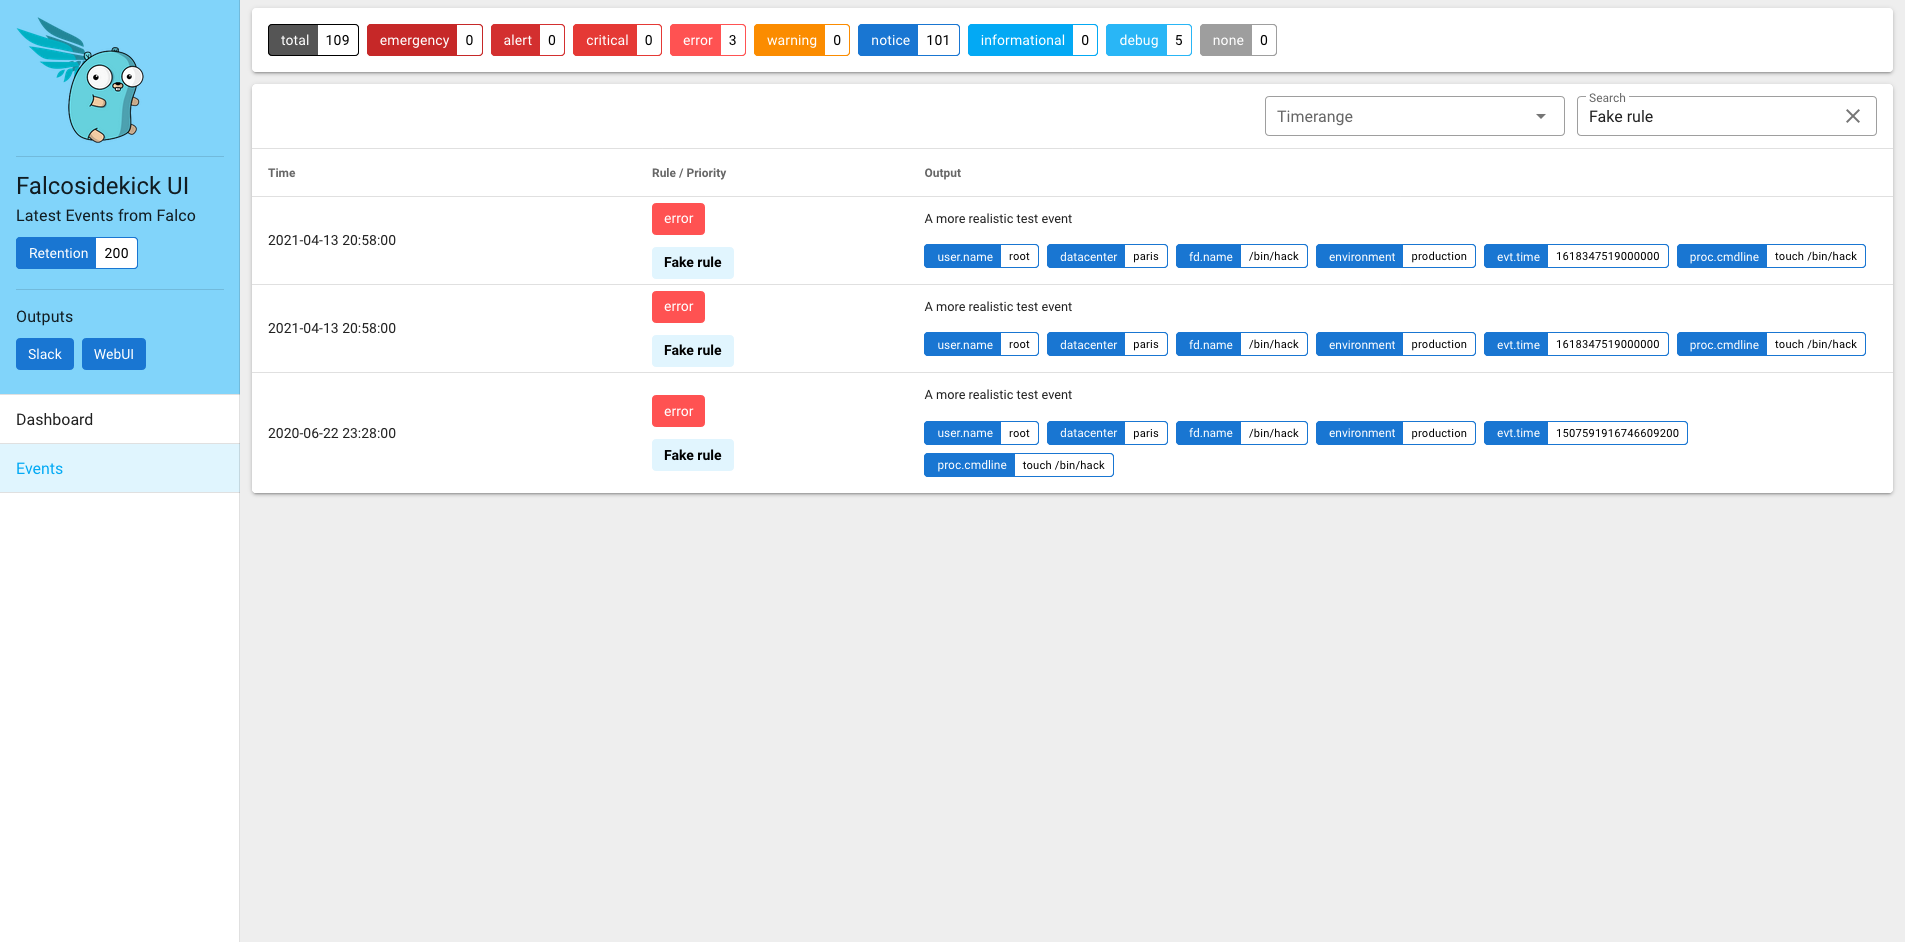 Falcosidekick UI
Latest Events from Falco
Retention 200
Outputs
Slack WebUI
Dashboard
Events
total 109 emergency 0 alert 0 critical 0 error 3 warning 0 notice 101 informational 0 debug 5 none 0
Timerange
Search
Fake rule
Time Rule / Priority Output
2021-04-13 20:58:00
error
Fake rule
A more realistic test event
user.name root datacenter paris fd.name /bin/hack environment production evt.time 1618347519000000 proc.cmdline touch /bin/hack
2021-04-13 20:58:00
error
Fake rule
A more realistic test event
user.name root datacenter paris fd.name /bin/hack environment production evt.time 1618347519000000 proc.cmdline touch /bin/hack
2020-06-22 23:28:00
error
Fake rule
A more realistic test event
user.name root datacenter paris fd.name /bin/hack environment production evt.time 1507591916746609200
proc.cmdline touch /bin/hack